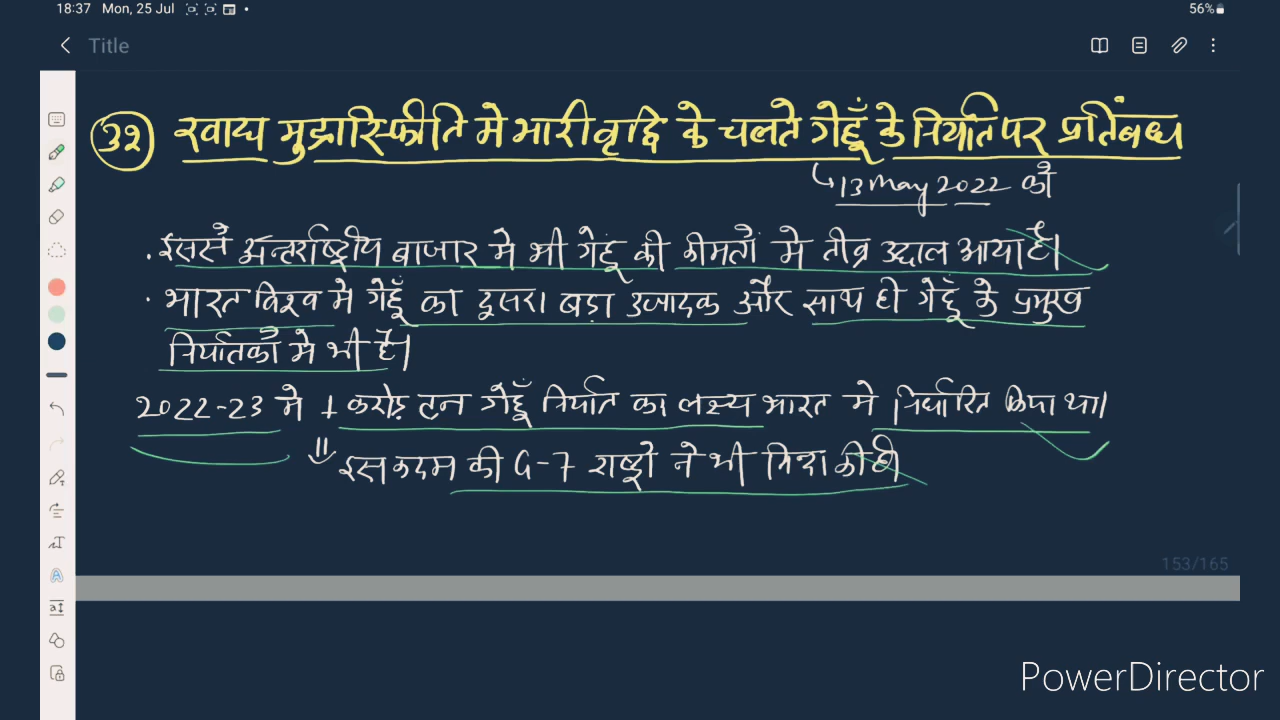 18:37 Mon, 25 Jul
56%
Title
32 खाद्य मुद्रास्फीति मे भारी वृद्धि के चलते गेहूँ के निर्यात पर प्रतिबंध
13 May 2022 को
. इससे अन्तर्राष्ट्रीय बाजार मे भी गेहूं की कीमतों मे तीव्र उछाल आया है।
· भारत विश्व मे गेहूँ का दूसरा बड़ा उत्पादक और साथ ही गेहूँ के प्रमुख
निर्यातकों मे भी है।
2022-23 मे 1 करोड़ टन गेहूँ निर्यात का लक्ष्य भारत मे निर्धारित किया था।
इस कदम की G-7 राष्ट्रों ने भी निन्दा की थी
153/165
PowerDirector